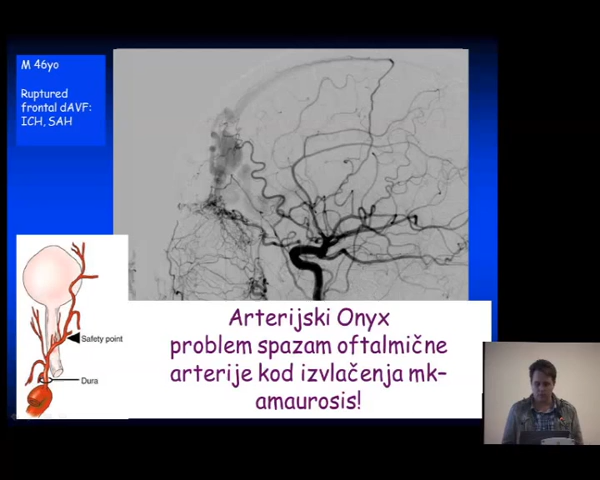 M 46yo
Ruptured
frontal dAVF:
ICH, SAH
Safety point
Dura
Arterijski Onyx
problem spazam oftalmične
arterije kod izvlačenja mk-
amaurosis!